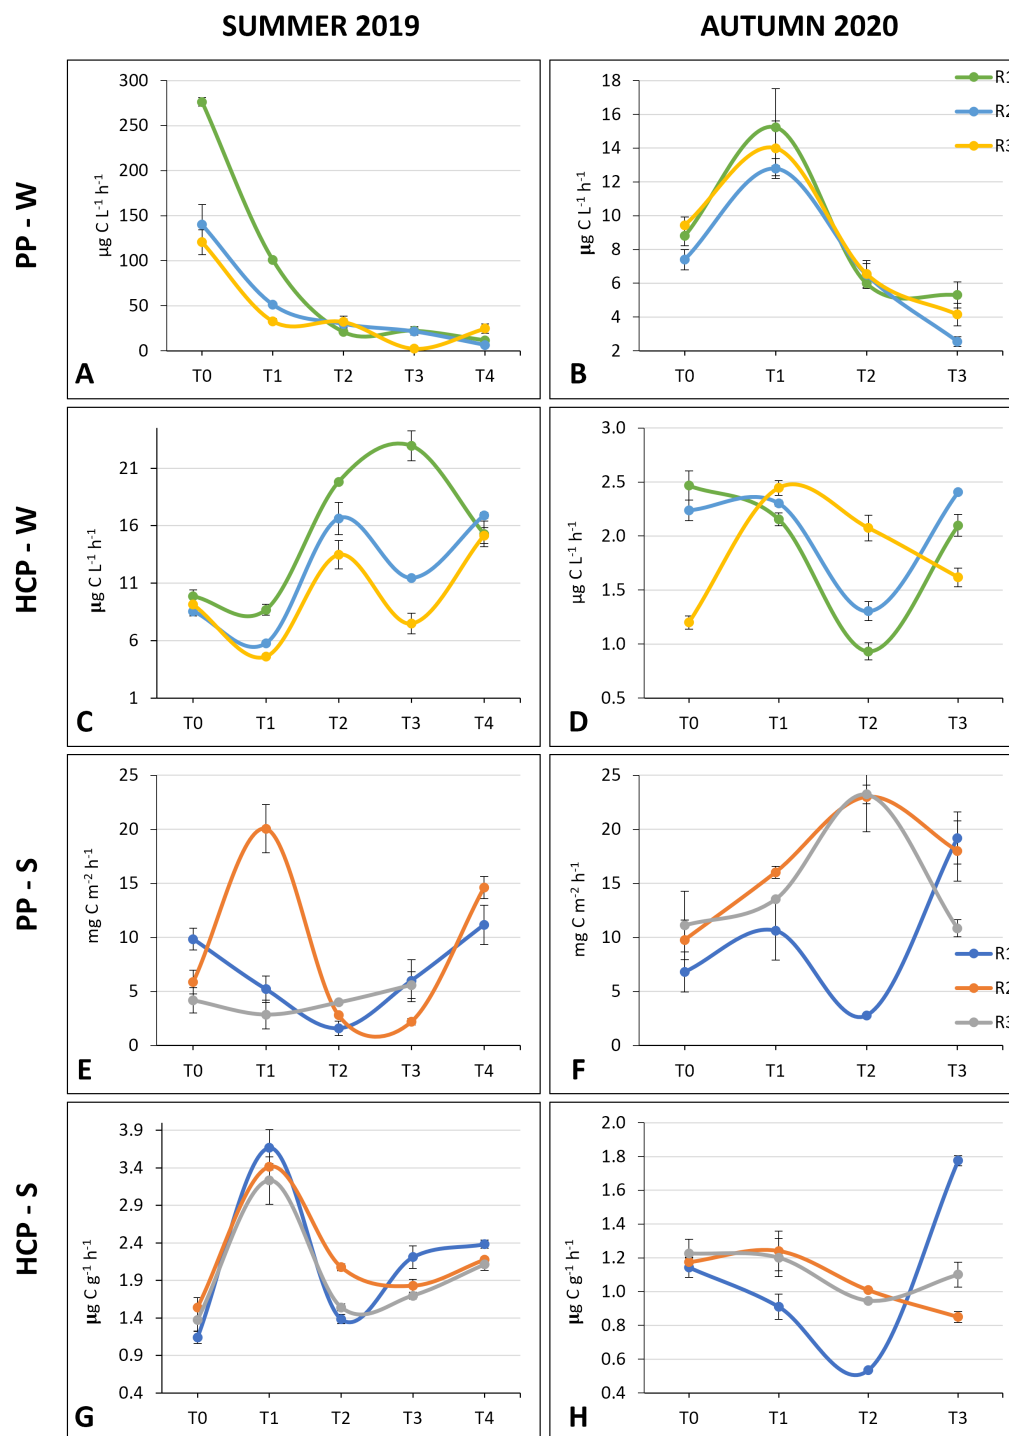 SUMMER 2019
AUTUMN 2020
PP - W
300
250
200
150
100
50
0
µg C L-1 h-1
T0 T1 T2 T3 T4
A
18
16
14
12
10
8
6
4
2
µg C L-1 h-1
T0 T1 T2 T3
B
R1
R2
R3
HCP - W
21
16
11
6
1
µg C L-1 h-1
T0 T1 T2 T3 T4
C
3.0
2.5
2.0
1.5
1.0
0.5
µg C L-1 h-1
T0 T1 T2 T3
D
PP - S
25
20
15
10
5
0
mg C m-2 h-1
T0 T1 T2 T3 T4
E
25
20
15
10
5
0
mg C m-2 h-1
T0 T1 T2 T3
F
R1
R2
R3
HCP - S
3.9
3.4
2.9
2.4
1.9
1.4
0.9
0.4
µg C g-1 h-1
T0 T1 T2 T3 T4
G
2.0
1.8
1.6
1.4
1.2
1.0
0.8
0.6
0.4
µg C g-1 h-1
T0 T1 T2 T3
H